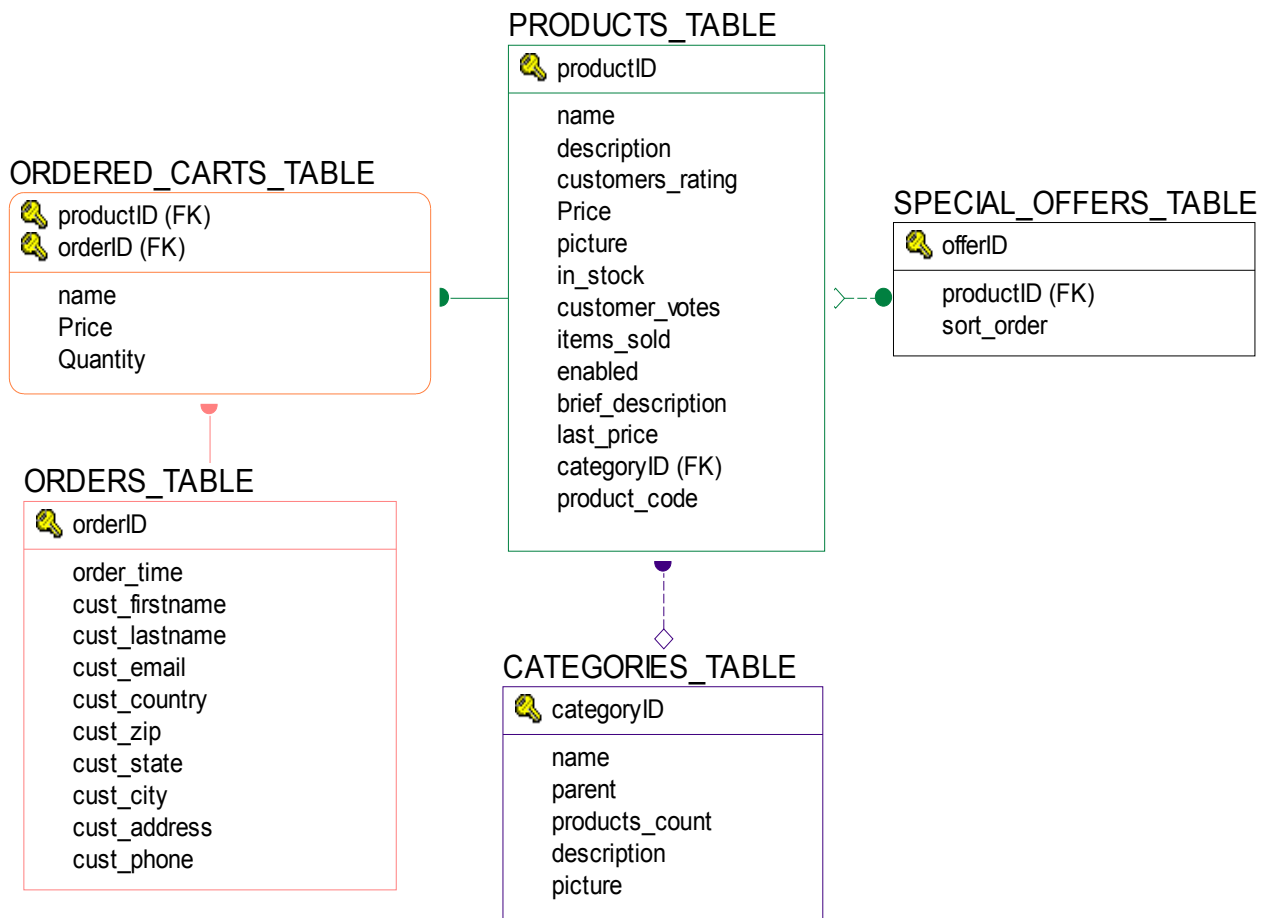 PRODUCTS_TABLE
productID
name
description
customers_rating
Price
picture
in_stock
customer_votes
items_sold
enabled
brief_description
last_price
categoryID (FK)
product_code
ORDERED_CARTS_TABLE
productID (FK)
orderID (FK)
name
Price
Quantity
SPECIAL_OFFERS_TABLE
offerID
productID (FK)
sort_order
ORDERS_TABLE
orderID
order_time
cust_firstname
cust_lastname
cust_email
cust_country
cust_zip
cust_state
cust_city
cust_address
cust_phone
CATEGORIES_TABLE
categoryID
name
parent
products_count
description
picture